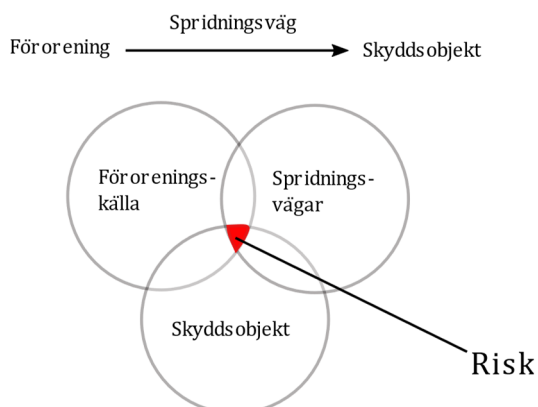 Spridningsväg
Förorening
Skyddsobjekt
Förorenings-
källa
Spridnings-
vägar
Skyddsobjekt
Risk